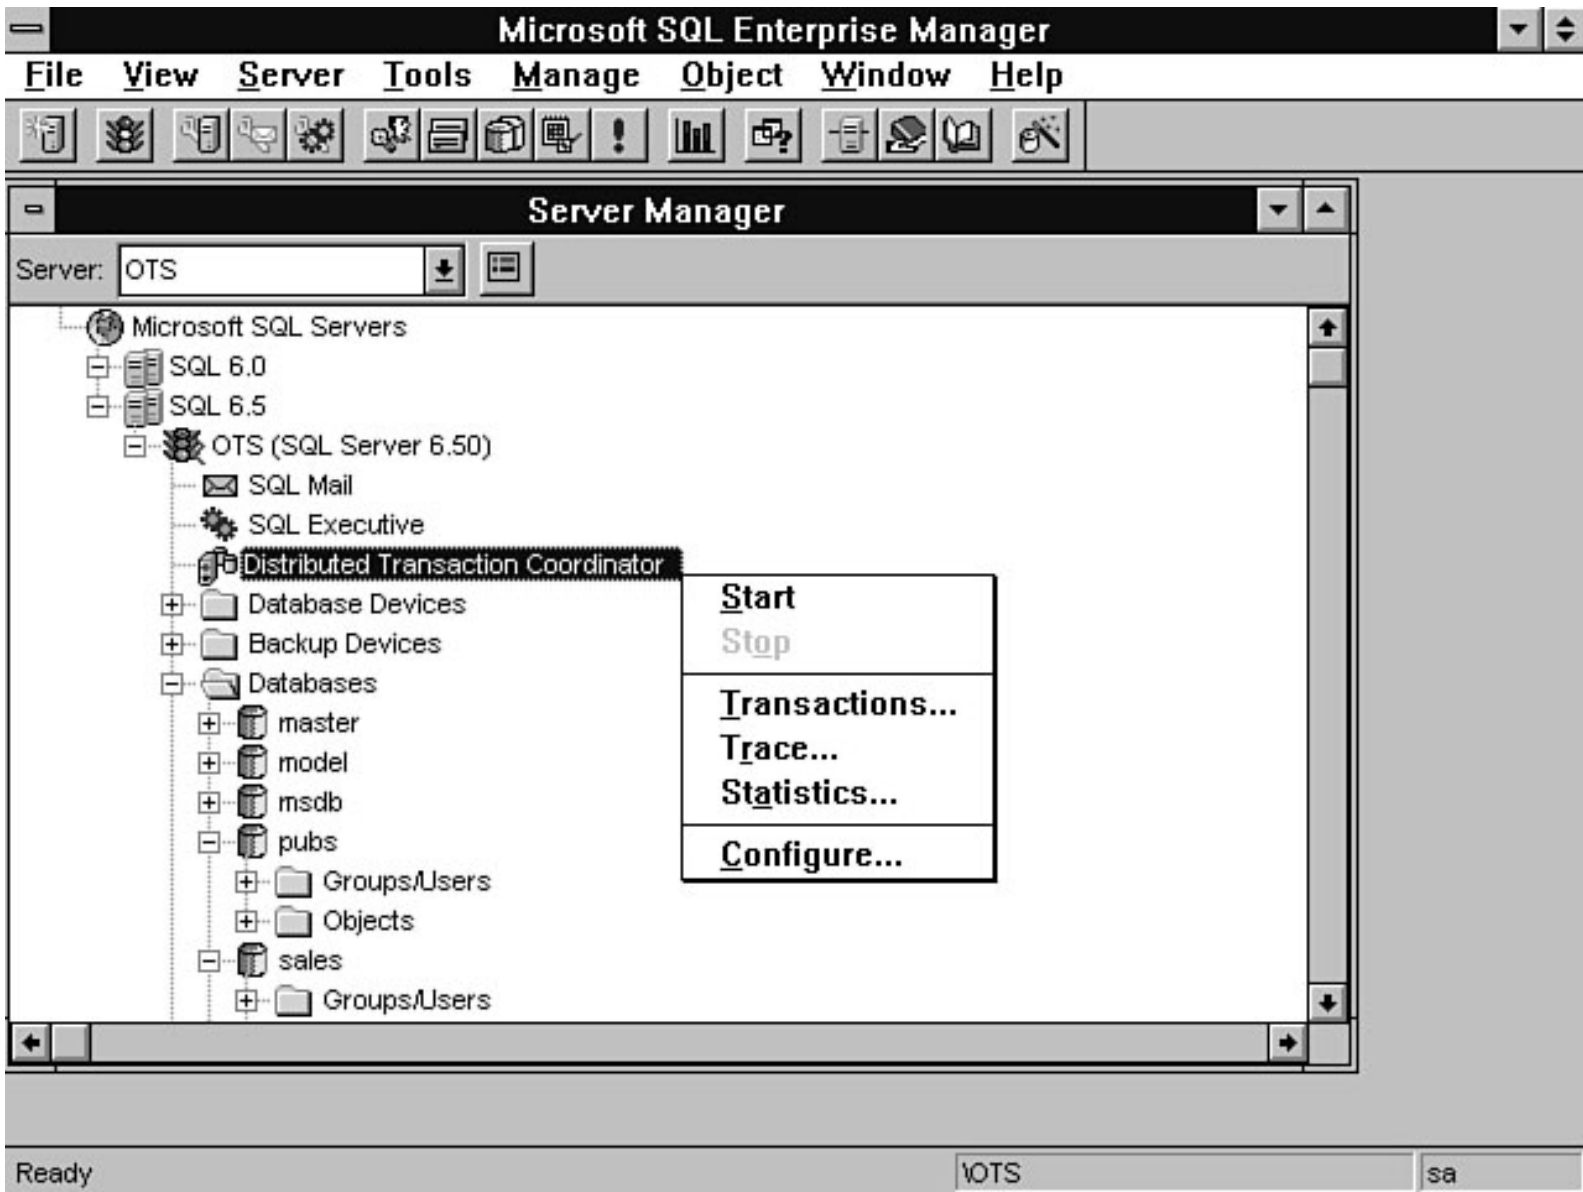 Microsoft SQL Enterprise Manager
File View Server Tools Manage Object Window Help
Server Manager
Server: OTS
Microsoft SQL Servers
SQL 6.0
SQL 6.5
OTS (SQL Server 6.50)
SQL Mail
SQL Executive
Distributed Transaction Coordinator
Database Devices
Backup Devices
Databases
master
model
msdb
pubs
Groups/Users
Objects
sales
Groups/Users
Start
Stop
Transactions...
Trace...
Statistics...
Configure...
Ready \OTS sa